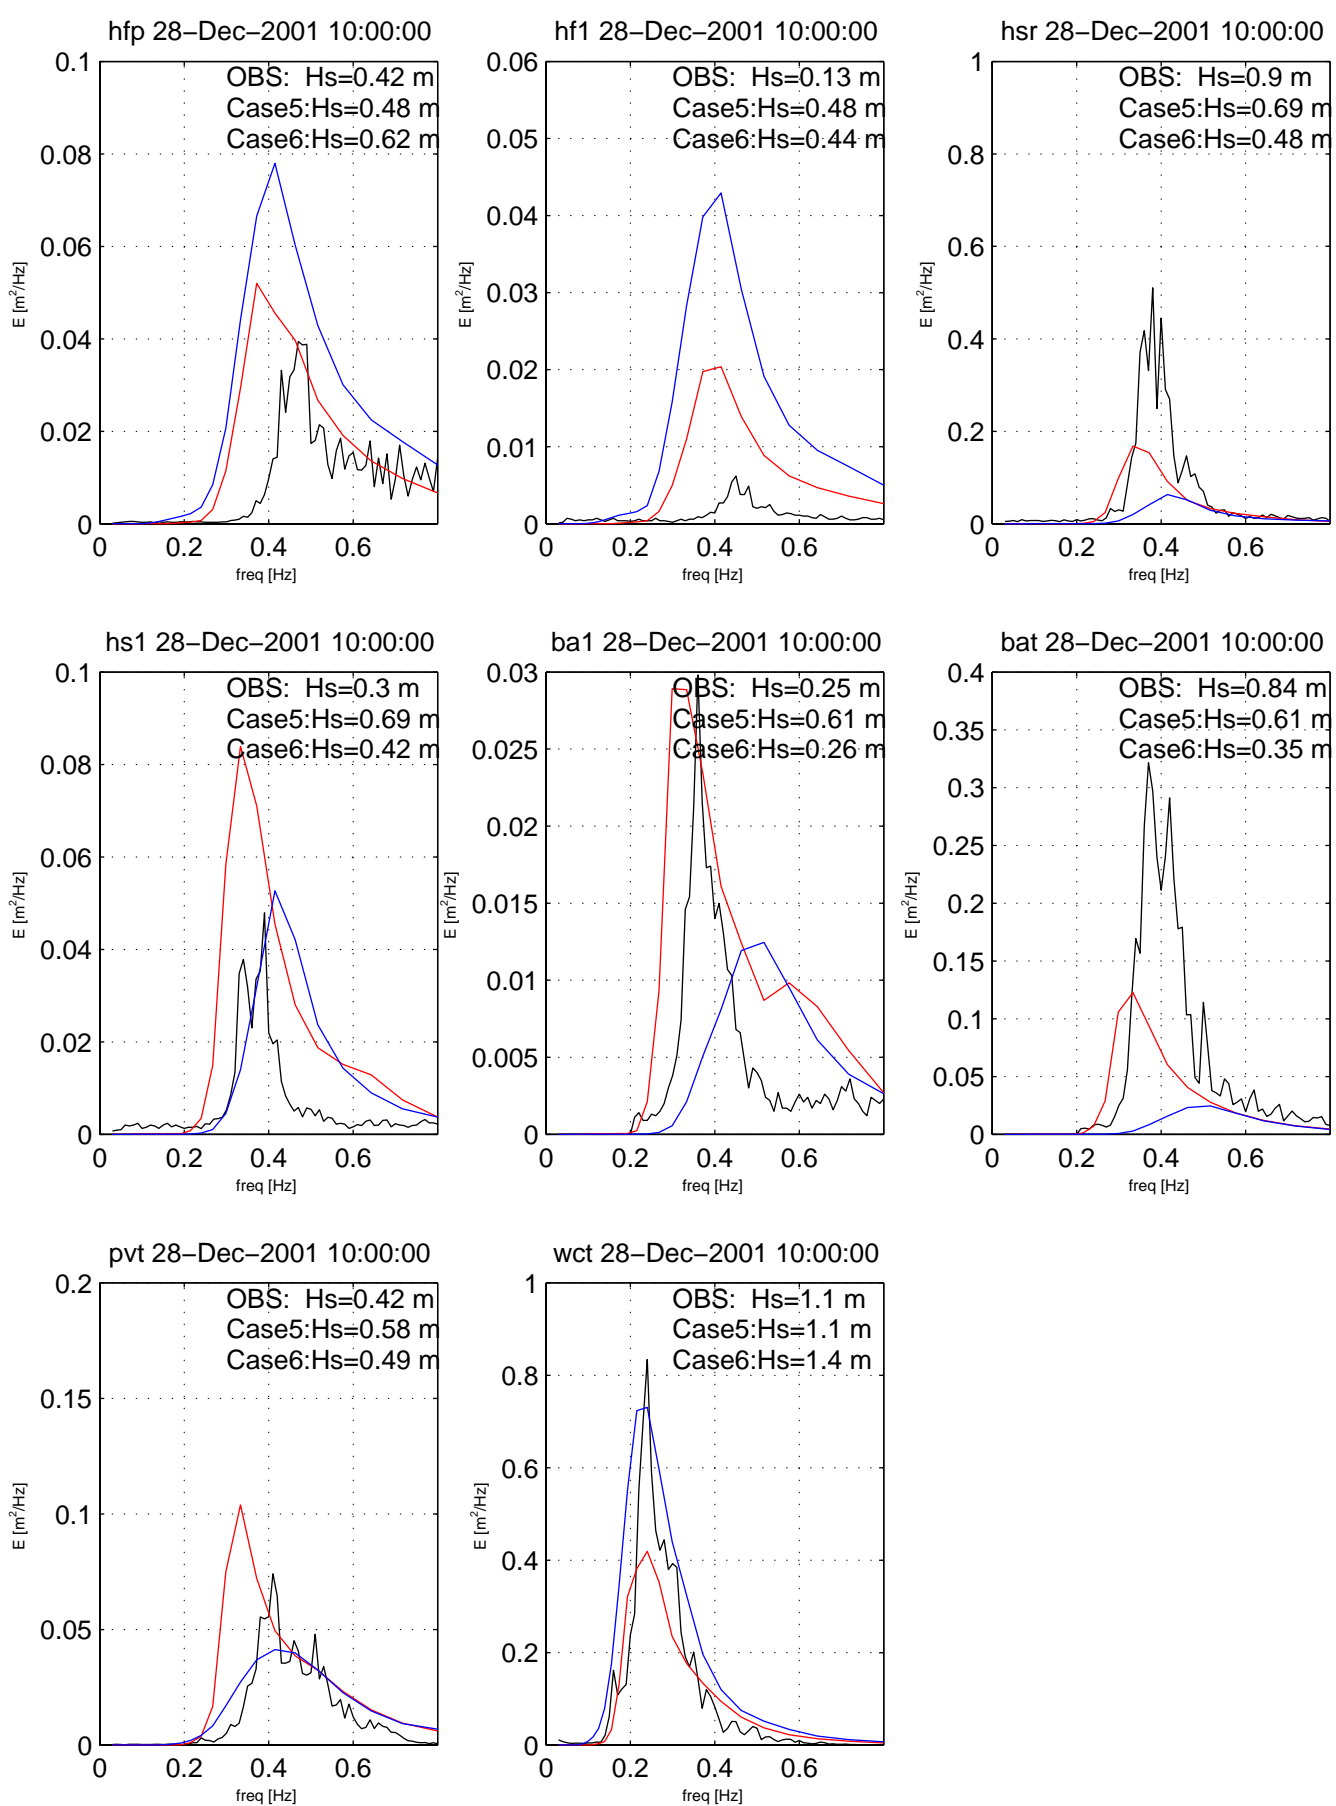 hfp 28−Dec−2001 10:00:00
OBS: Hs=0.42 m
Case5:Hs=0.48 m
Case6:Hs=0.62 m
0.1
0.08
0.06
0.04
0.02
0
E [m²/Hz]
0 0.2 0.4 0.6
freq [Hz]
hf1 28−Dec−2001 10:00:00
OBS: Hs=0.13 m
Case5:Hs=0.48 m
Case6:Hs=0.44 m
0.06
0.05
0.04
0.03
0.02
0.01
0
E [m²/Hz]
0 0.2 0.4 0.6
freq [Hz]
hsr 28−Dec−2001 10:00:00
OBS: Hs=0.9 m
Case5:Hs=0.69 m
Case6:Hs=0.48 m
1
0.8
0.6
0.4
0.2
0
E [m²/Hz]
0 0.2 0.4 0.6
freq [Hz]
hs1 28−Dec−2001 10:00:00
OBS: Hs=0.3 m
Case5:Hs=0.69 m
Case6:Hs=0.42 m
0.1
0.08
0.06
0.04
0.02
0
E [m²/Hz]
0 0.2 0.4 0.6
freq [Hz]
ba1 28−Dec−2001 10:00:00
OBS: Hs=0.25 m
Case5:Hs=0.61 m
Case6:Hs=0.26 m
0.03
0.025
0.02
0.015
0.01
0.005
0
E [m²/Hz]
0 0.2 0.4 0.6
freq [Hz]
bat 28−Dec−2001 10:00:00
OBS: Hs=0.84 m
Case5:Hs=0.61 m
Case6:Hs=0.35 m
0.4
0.35
0.3
0.25
0.2
0.15
0.1
0.05
0
E [m²/Hz]
0 0.2 0.4 0.6
freq [Hz]
pvt 28−Dec−2001 10:00:00
OBS: Hs=0.42 m
Case5:Hs=0.58 m
Case6:Hs=0.49 m
0.2
0.15
0.1
0.05
0
E [m²/Hz]
0 0.2 0.4 0.6
freq [Hz]
wct 28−Dec−2001 10:00:00
OBS: Hs=1.1 m
Case5:Hs=1.1 m
Case6:Hs=1.4 m
1
0.8
0.6
0.4
0.2
0
E [m²/Hz]
0 0.2 0.4 0.6
freq [Hz]